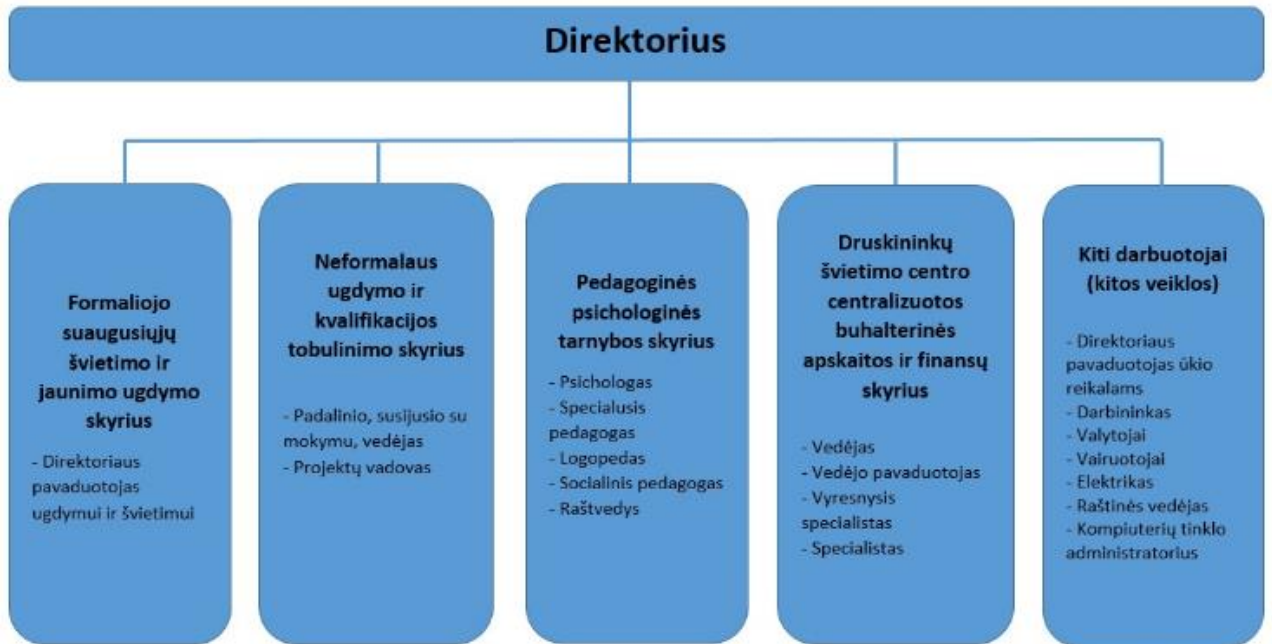 Direktorius
Formaliojo
suaugusiųjų
švietimo ir
jaunimo ugdymo
skyrius
- Direktoriaus
pavaduotojas
ugdymui ir švietimui
Neformalaus
ugdymo ir
kvalifikacijos
tobulinimo skyrius
- Padalinio, susijusio su
mokymu, vedėjas
- Projektų vadovas
Pedagoginės
psichologinės
tarnybos skyrius
- Psichologas
- Specialusis
pedagogas
- Logopedas
- Socialinis pedagogas
- Raštvedys
Druskininkų
švietimo centro
centralizuotos
buhalterinės
apskaitos ir finansų
skyrius
- Vedėjas
- Vedėjo pavaduotojas
- Vyresnysis
specialistas
- Specialistas
Kiti darbuotojai
(kitos veiklos)
- Direktoriaus
pavaduotojas ūkio
reikalams
- Darbininkas
- Valytojai
- Vairuotojai
- Elektrikas
- Raštinės vedėjas
- Kompiuterių tinklo
administratorius